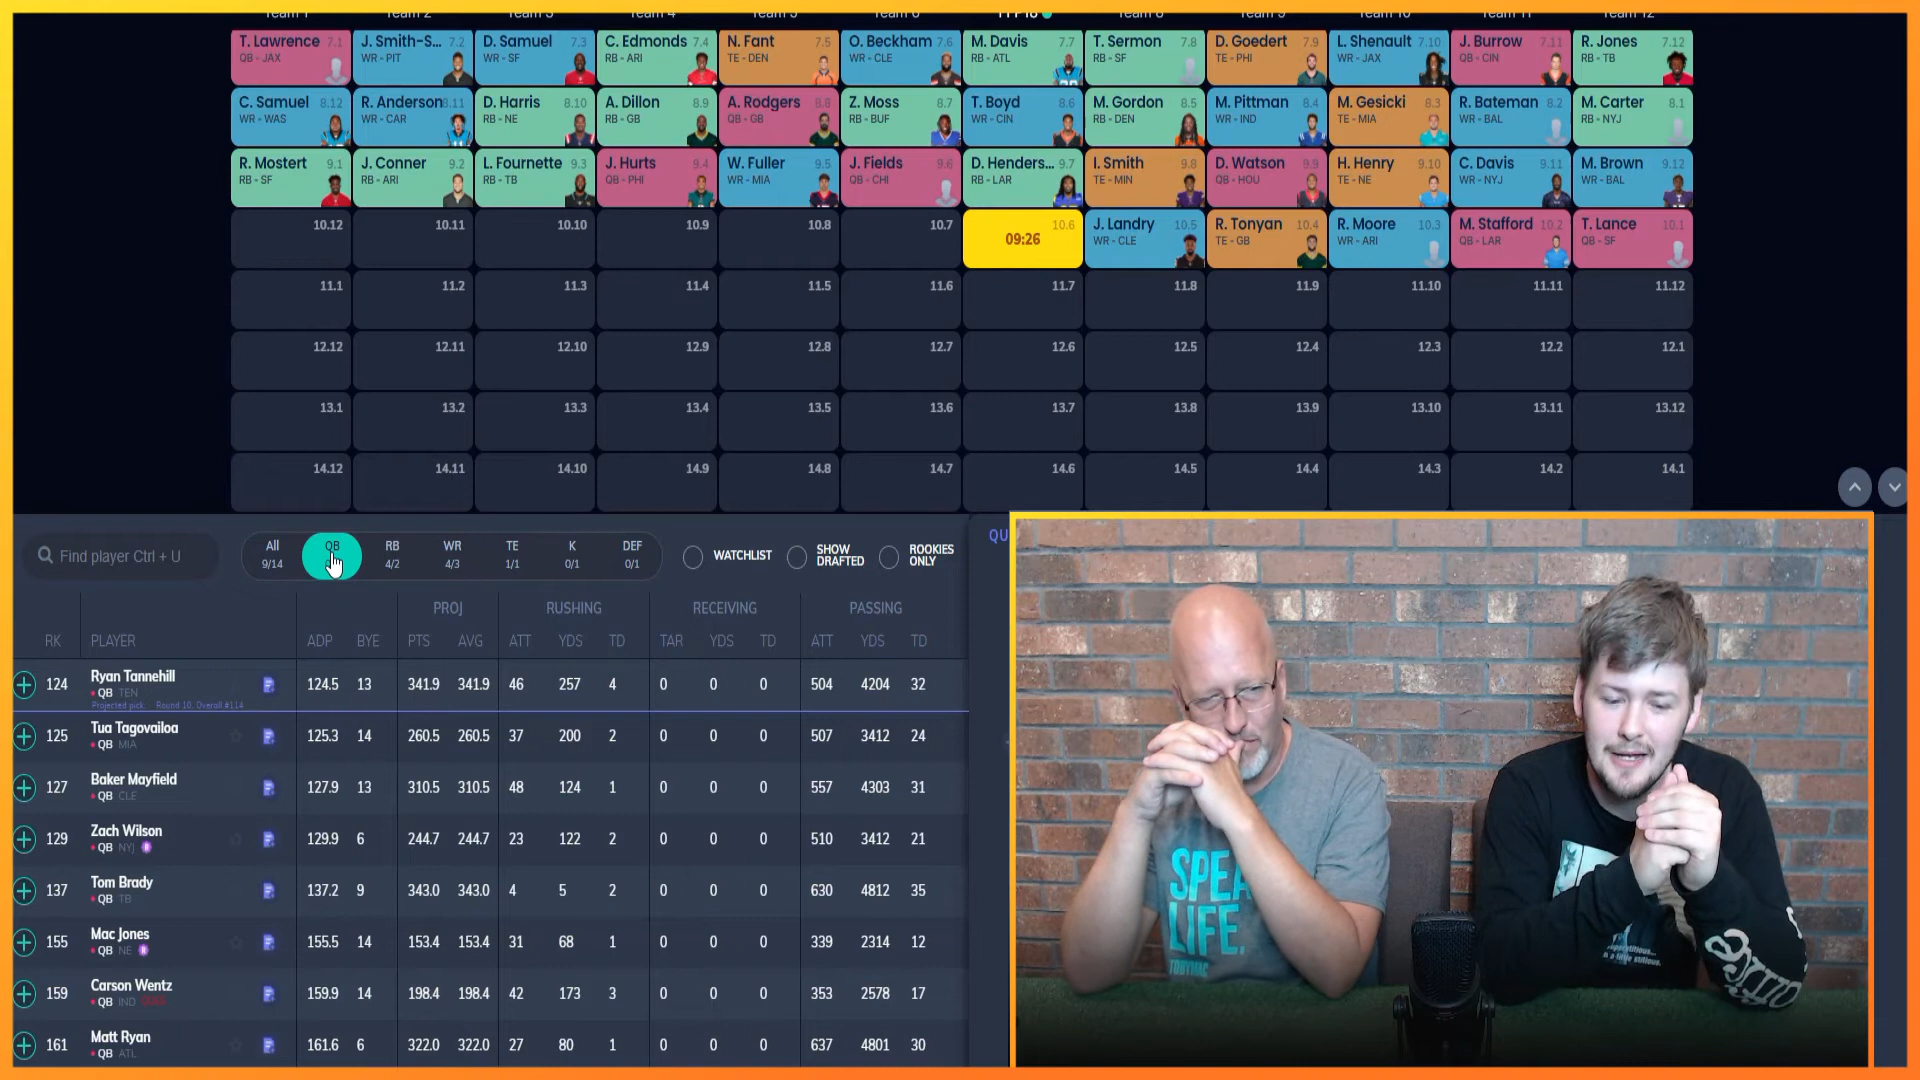 T. Lawrence 7.1 J. Smith-S... 7.2 D. Samuel 7.3 C. Edmonds 7.4 N. Fant 7.5 O. Beckham 7.6 M. Davis 7.7 T. Sermon 7.8 D. Goedert 7.9 L. Shenault 7.10 J. Burrow 7.11 R. Jones 7.12
QB - JAX WR - PIT WR - SF RB - ARI TE - DEN WR - CLE RB - ATL RB - SF TE - PHI WR - JAX QB - CIN RB - TB
C. Samuel 8.12 R. Anderson 8.11 D. Harris 8.10 A. Dillon 8.9 A. Rodgers 8.8 Z. Moss 8.7 T. Boyd 8.6 M. Gordon 8.5 M. Pittman 8.4 M. Gesicki 8.3 R. Bateman 8.2 M. Carter 8.1
WR - WAS WR - CAR RB - NE RB - GB QB - GB RB - BUF WR - CIN RB - DEN WR - IND TE - MIA WR - BAL RB - NYJ
R. Mostert 9.1 J. Conner 9.2 L. Fournette 9.3 J. Hurts 9.4 W. Fuller 9.5 J. Fields 9.6 D. Henders... 9.7 I. Smith 9.8 D. Watson 9.9 H. Henry 9.10 C. Davis 9.11 M. Brown 9.12
RB - SF RB - ARI RB - TB QB - PHI WR - MIA QB - CHI RB - LAR TE - MIN QB - HOU TE - NE WR - NYJ WR - BAL
10.12 10.11 10.10 10.9 10.8 10.7 10.6 J. Landry 10.5 R. Tonyan 10.4 R. Moore 10.3 M. Stafford 10.2 T. Lance 10.1
09:26 WR - CLE TE - GB WR - ARI QB - LAR QB - SF
11.1 11.2 11.3 11.4 11.5 11.6 11.7 11.8 11.9 11.10 11.11 11.12
12.12 12.11 12.10 12.9 12.8 12.7 12.6 12.5 12.4 12.3 12.2 12.1
13.1 13.2 13.3 13.4 13.5 13.6 13.7 13.8 13.9 13.10 13.11 13.12
14.12 14.11 14.10 14.9 14.8 14.7 14.6 14.5 14.4 14.3 14.2 14.1
Find player Ctrl + U
All QB RB WR TE K DEF
9/14 4/2 4/3 1/1 0/1 0/1
WATCHLIST
SHOW
DRAFTED
ROOKIES
ONLY
QU
PROJ RUSHING RECEIVING PASSING
RK PLAYER ADP BYE PTS AVG ATT YDS TD TAR YDS TD ATT YDS TD
124 Ryan Tannehill 124.5 13 341.9 341.9 46 257 4 0 0 0 504 4204 32
QB TEN
Projected pick: Round 10, Overall #114
125 Tua Tagovailoa 125.3 14 260.5 260.5 37 200 2 0 0 0 507 3412 24
QB MIA
127 Baker Mayfield 127.9 13 310.5 310.5 48 124 1 0 0 0 557 4303 31
QB CLE
129 Zach Wilson 129.9 6 244.7 244.7 23 122 2 0 0 0 510 3412 21
QB NYJ R
137 Tom Brady 137.2 9 343.0 343.0 4 5 2 0 0 0 630 4812 35
QB TB
155 Mac Jones 155.5 14 153.4 153.4 31 68 1 0 0 0 339 2314 12
QB NE R
159 Carson Wentz 159.9 14 198.4 198.4 42 173 3 0 0 0 353 2578 17
QB IND
161 Matt Ryan 161.6 6 322.0 322.0 27 80 1 0 0 0 637 4801 30
QB ATL
SPEA
LIFE.
TOBYMAC